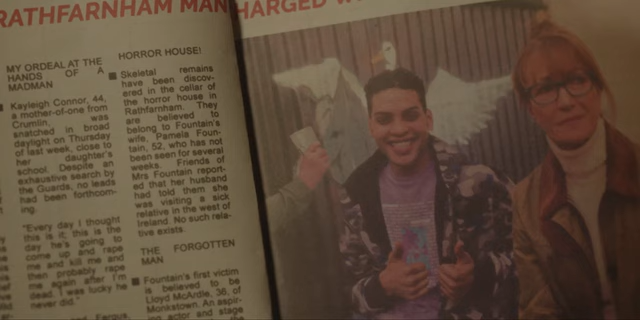 RATHFARNHAM MAN
HARGED
HORROR HOUSE!
MY ORDEAL AT THE
HANDS OF A
MADMAN
Kayleigh Connor, 44,
a mother-of-one from
Crumlin, was
snatched in broad
daylight on Thursday
of last week, close to
her daughter's
school. Despite an
exhaustive search by
the Guards, no leads
had been forthcom-
ing.
"Every day I thought
this is it; this is the
day he's going to
come up and rape
me and kill me and
then probably rape
me again after I'm
dead. I was lucky he
never did."
Fergus,
Skeletal remains
have been discov-
ered in the cellar of
the horror house in
Rathfarnham. They
are believed to
belong to Fountain's
wife, Pamela Foun-
tain, 52, who has not
been seen for several
weeks. Friends of
Mrs Fountain report-
ed that her husband
had told them she
was visiting a sick
relative in the west of
Ireland. No such rela-
tive exists.
THE FORGOTTEN
MAN
Fountain's first victim
is believed to be
Lloyd McArdle, 36, of
Monkstown. An aspir-
ing actor and stage